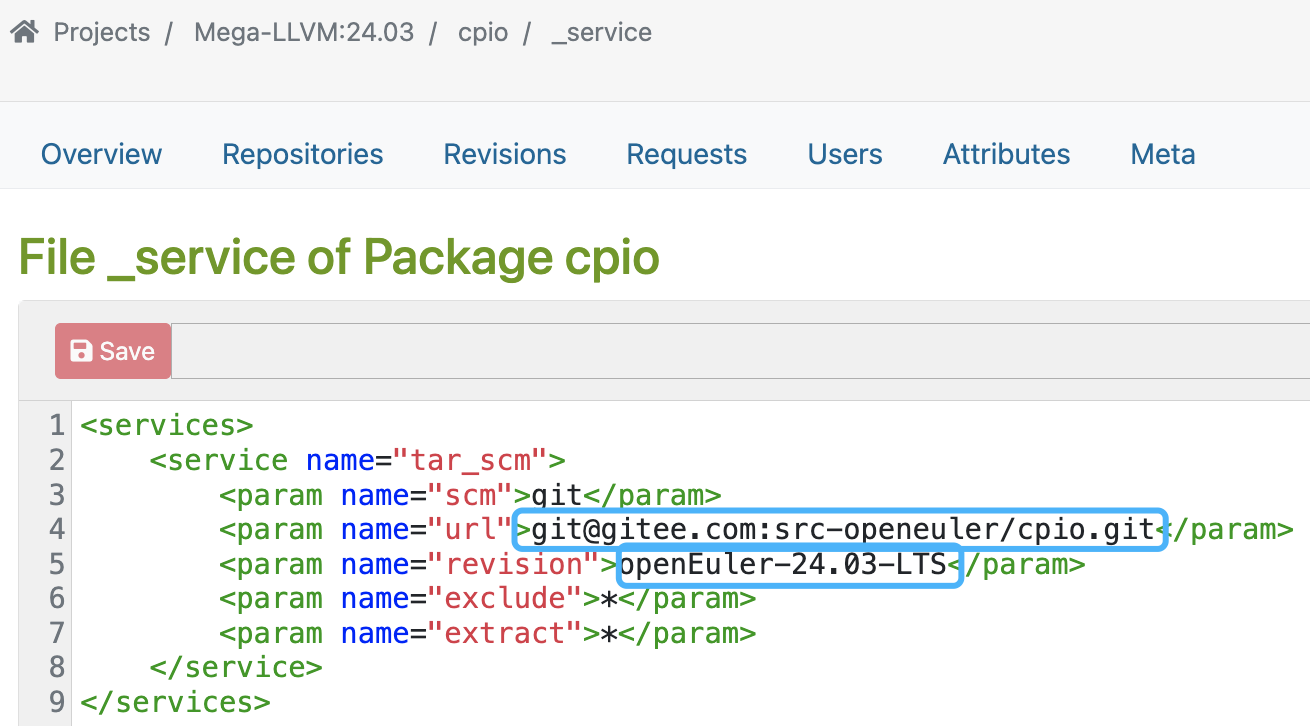 Projects / Mega-LLVM:24.03 / cpio / _service
Overview Repositories Revisions Requests Users Attributes Meta
File _service of Package cpio
Save
1 <services>
2     <service name="tar_scm">
3         <param name="scm">git</param>
4         <param name="url">git@gitee.com:src-openeuler/cpio.git</param>
5         <param name="revision">openEuler-24.03-LTS</param>
6         <param name="exclude">*</param>
7         <param name="extract">*</param>
8     </service>
9 </services>